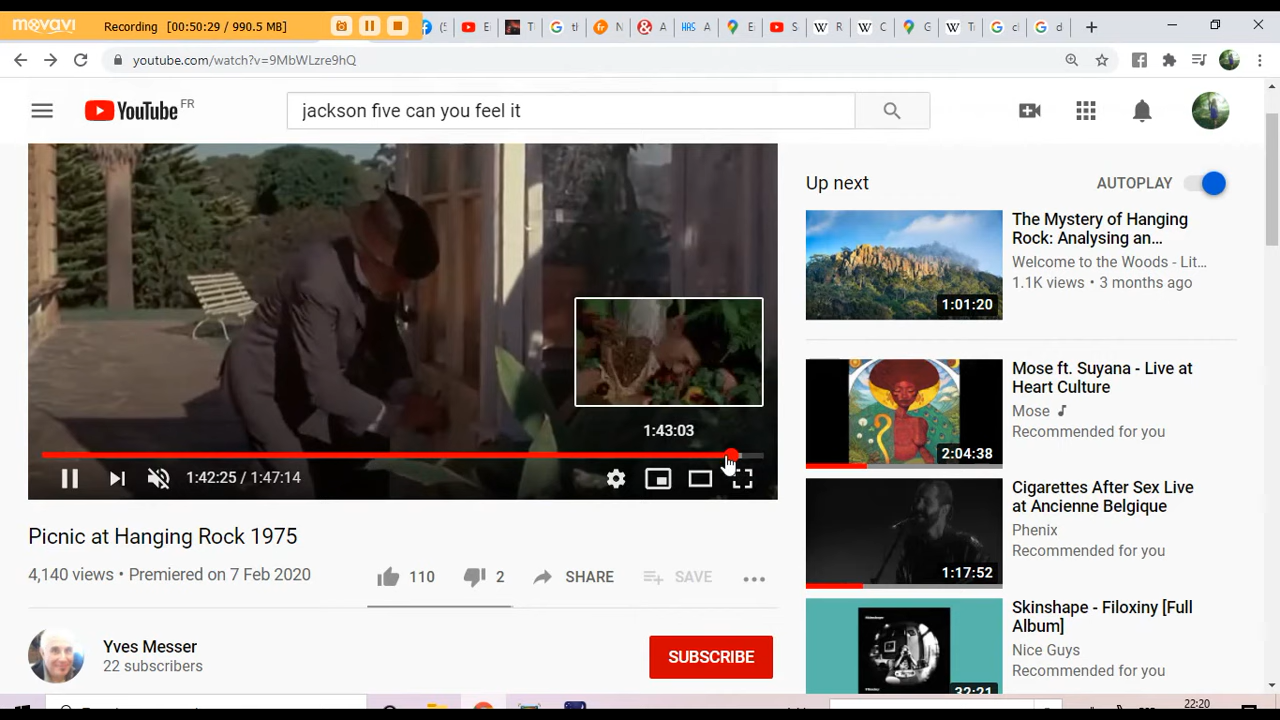 movavi Recording (00:50:29 / 990.5 MB)
youtube.com/watch?v=9MbWLzre9hQ
YouTube FR
jackson five can you feel it
Up next
AUTOPLAY
The Mystery of Hanging
Rock: Analysing an...
Welcome to the Woods - Lit...
1.1K views • 3 months ago
1:01:20
Mose ft. Suyana - Live at
Heart Culture
Mose
Recommended for you
2:04:38
Cigarettes After Sex Live
at Ancienne Belgique
Phenix
Recommended for you
1:17:52
Skinshape - Filoxiny [Full
Album]
Nice Guys
Recommended for you
32:21
1:43:03
1:42:25 / 1:47:14
Picnic at Hanging Rock 1975
4,140 views • Premiered on 7 Feb 2020
110
2
SHARE
SAVE
Yves Messer
22 subscribers
SUBSCRIBE
22:20